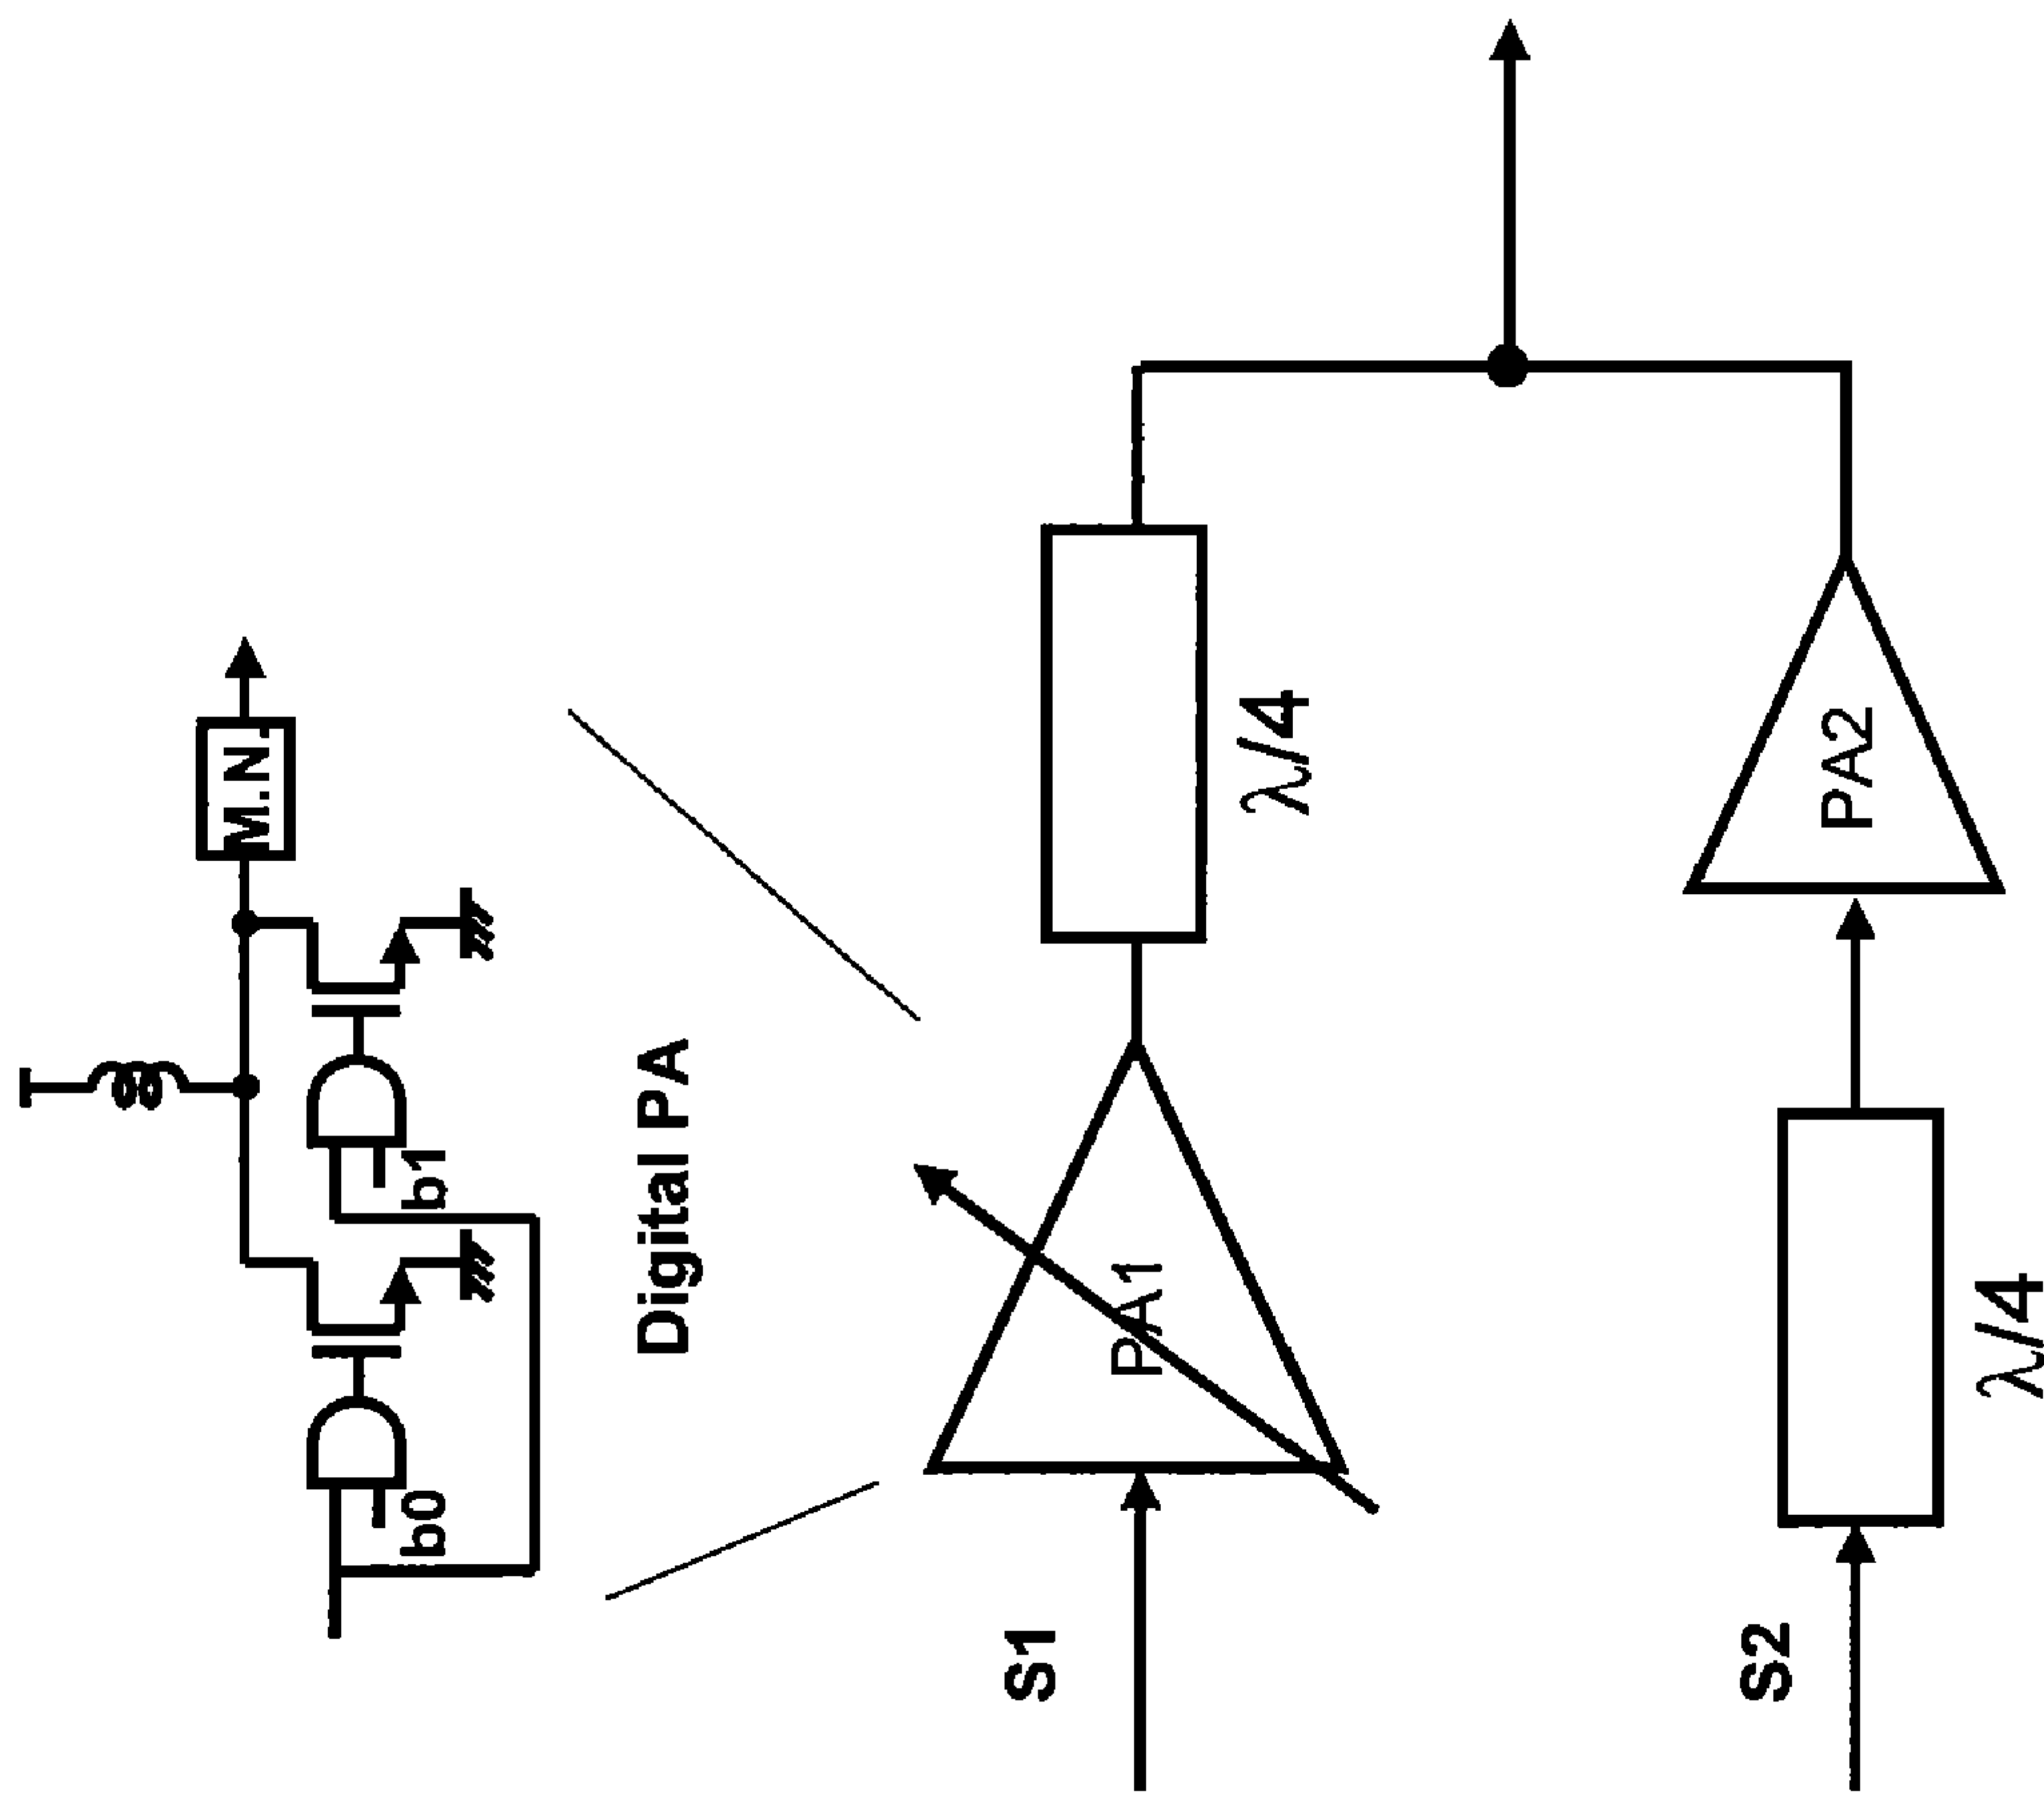 M.N.
b0
b1
Digital PA
S1
PA1
λ/4
S2
λ/4
PA2